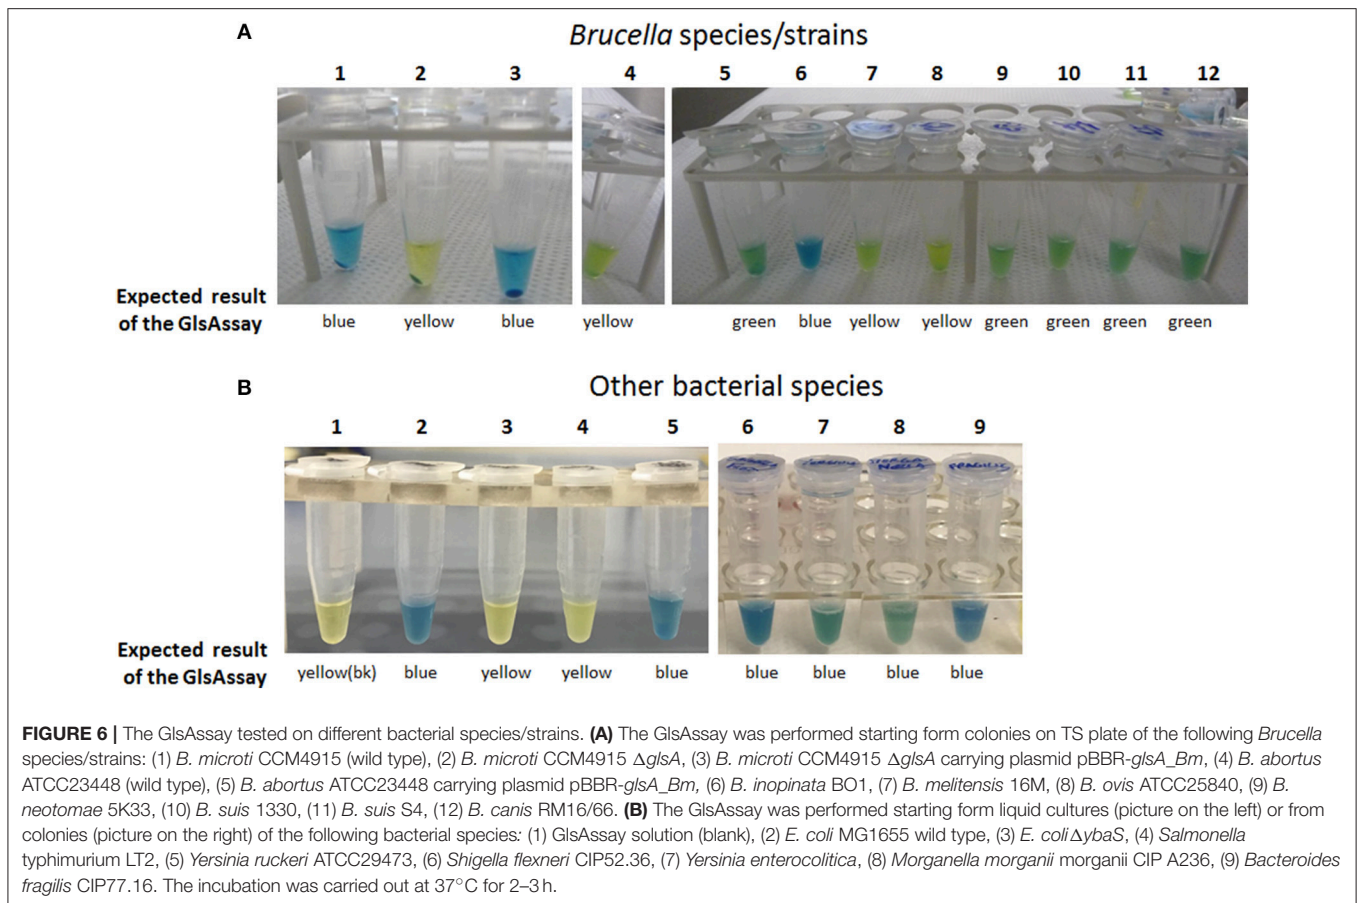 A
Brucella species/strains
1 2 3 4 5 6 7 8 9 10 11 12
Expected result
of the GlsAssay
blue yellow blue yellow green blue yellow yellow green green green green
B
Other bacterial species
1 2 3 4 5 6 7 8 9
Expected result
of the GlsAssay
yellow(bk) blue yellow yellow blue blue blue blue blue
FIGURE 6 | The GlsAssay tested on different bacterial species/strains. (A) The GlsAssay was performed starting form colonies on TS plate of the following Brucella
species/strains: (1) B. microti CCM4915 (wild type), (2) B. microti CCM4915 ΔglsA, (3) B. microti CCM4915 ΔglsA carrying plasmid pBBR-glsA_Bm, (4) B. abortus
ATCC23448 (wild type), (5) B. abortus ATCC23448 carrying plasmid pBBR-glsA_Bm, (6) B. inopinata BO1, (7) B. melitensis 16M, (8) B. ovis ATCC25840, (9) B.
neotomae 5K33, (10) B. suis 1330, (11) B. suis S4, (12) B. canis RM16/66. (B) The GlsAssay was performed starting form liquid cultures (picture on the left) or from
colonies (picture on the right) of the following bacterial species: (1) GlsAssay solution (blank), (2) E. coli MG1655 wild type, (3) E. coliΔybaS, (4) Salmonella
typhimurium LT2, (5) Yersinia ruckeri ATCC29473, (6) Shigella flexneri CIP52.36, (7) Yersinia enterocolitica, (8) Morganella morganii morganii CIP A236, (9) Bacteroides
fragilis CIP77.16. The incubation was carried out at 37°C for 2–3 h.